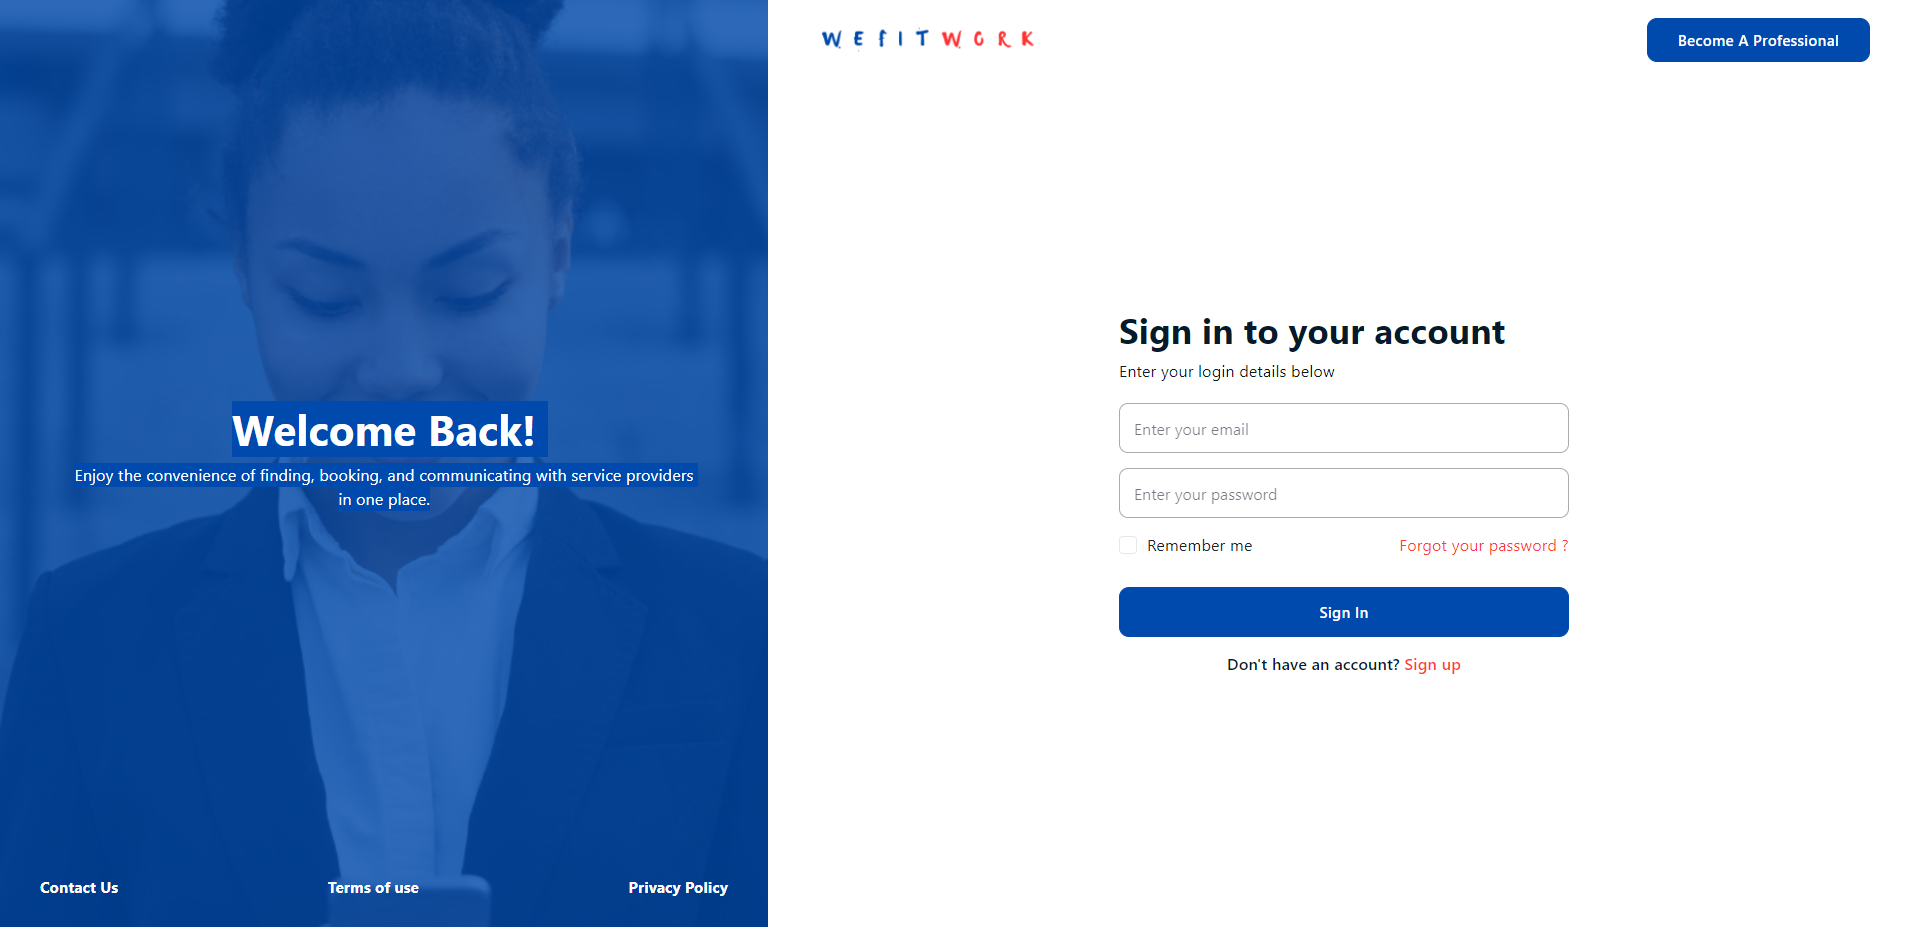 WEFIT WORK
Become A Professional
Welcome Back!
Enjoy the convenience of finding, booking, and communicating with service providers
in one place.
Contact Us
Terms of use
Privacy Policy
Sign in to your account
Enter your login details below
Enter your email
Enter your password
Remember me
Forgot your password ?
Sign In
Don't have an account? Sign up